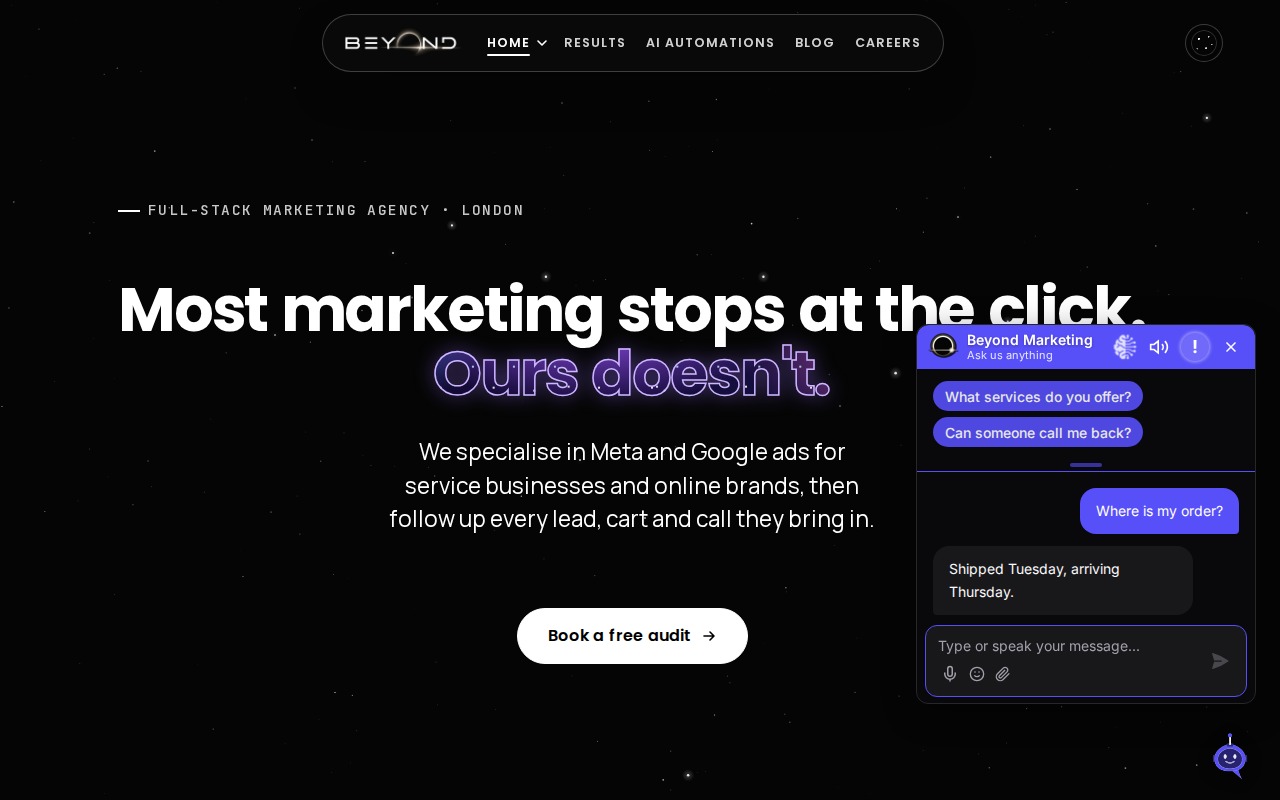 BEYOND
HOME
RESULTS
AI AUTOMATIONS
BLOG
CAREERS
FULL-STACK MARKETING AGENCY • LONDON
Most marketing stops at the click.
Ours doesn't.
We specialise in Meta and Google ads for
service businesses and online brands, then
follow up every lead, cart and call they bring in.
Book a free audit →
Beyond Marketing
Ask us anything
!
What services do you offer?
Can someone call me back?
Where is my order?
Shipped Tuesday, arriving
Thursday.
Type or speak your message...